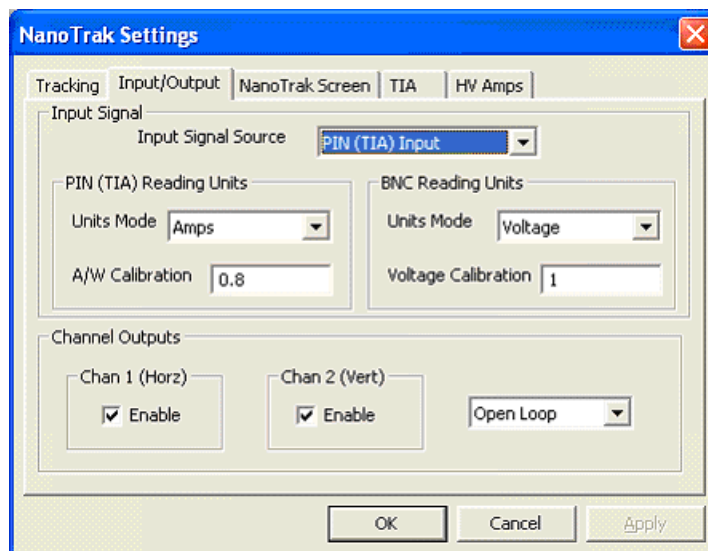 NanoTrak Settings
Tracking Input/Output NanoTrak Screen TIA HV Amps
Input Signal
Input Signal Source PIN (TIA) Input
PIN (TIA) Reading Units BNC Reading Units
Units Mode Amps Units Mode Voltage
A/W Calibration 0.8 Voltage Calibration 1
Channel Outputs
Chan 1 (Horz) Chan 2 (Vert)
Enable Enable Open Loop
OK Cancel Apply